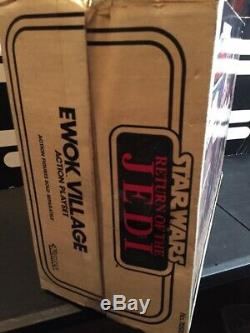 STAR WARS
RETURN OF THE
JEDI
EWOK VILLAGE
ACTION PLAYSET
ACTION FIGURES SOLD SEPARATELY